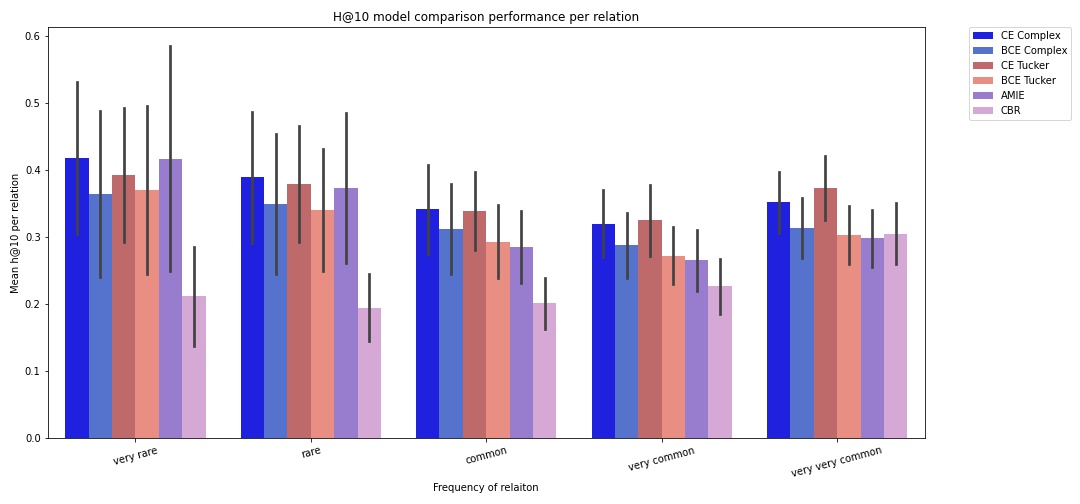 H@10 model comparison performance per relation
CE Complex
BCE Complex
CE Tucker
BCE Tucker
AMIE
CBR
Mean h@10 per relation
0.6
0.5
0.4
0.3
0.2
0.1
0.0
very rare
rare
common
very common
very very common
Frequency of relaiton